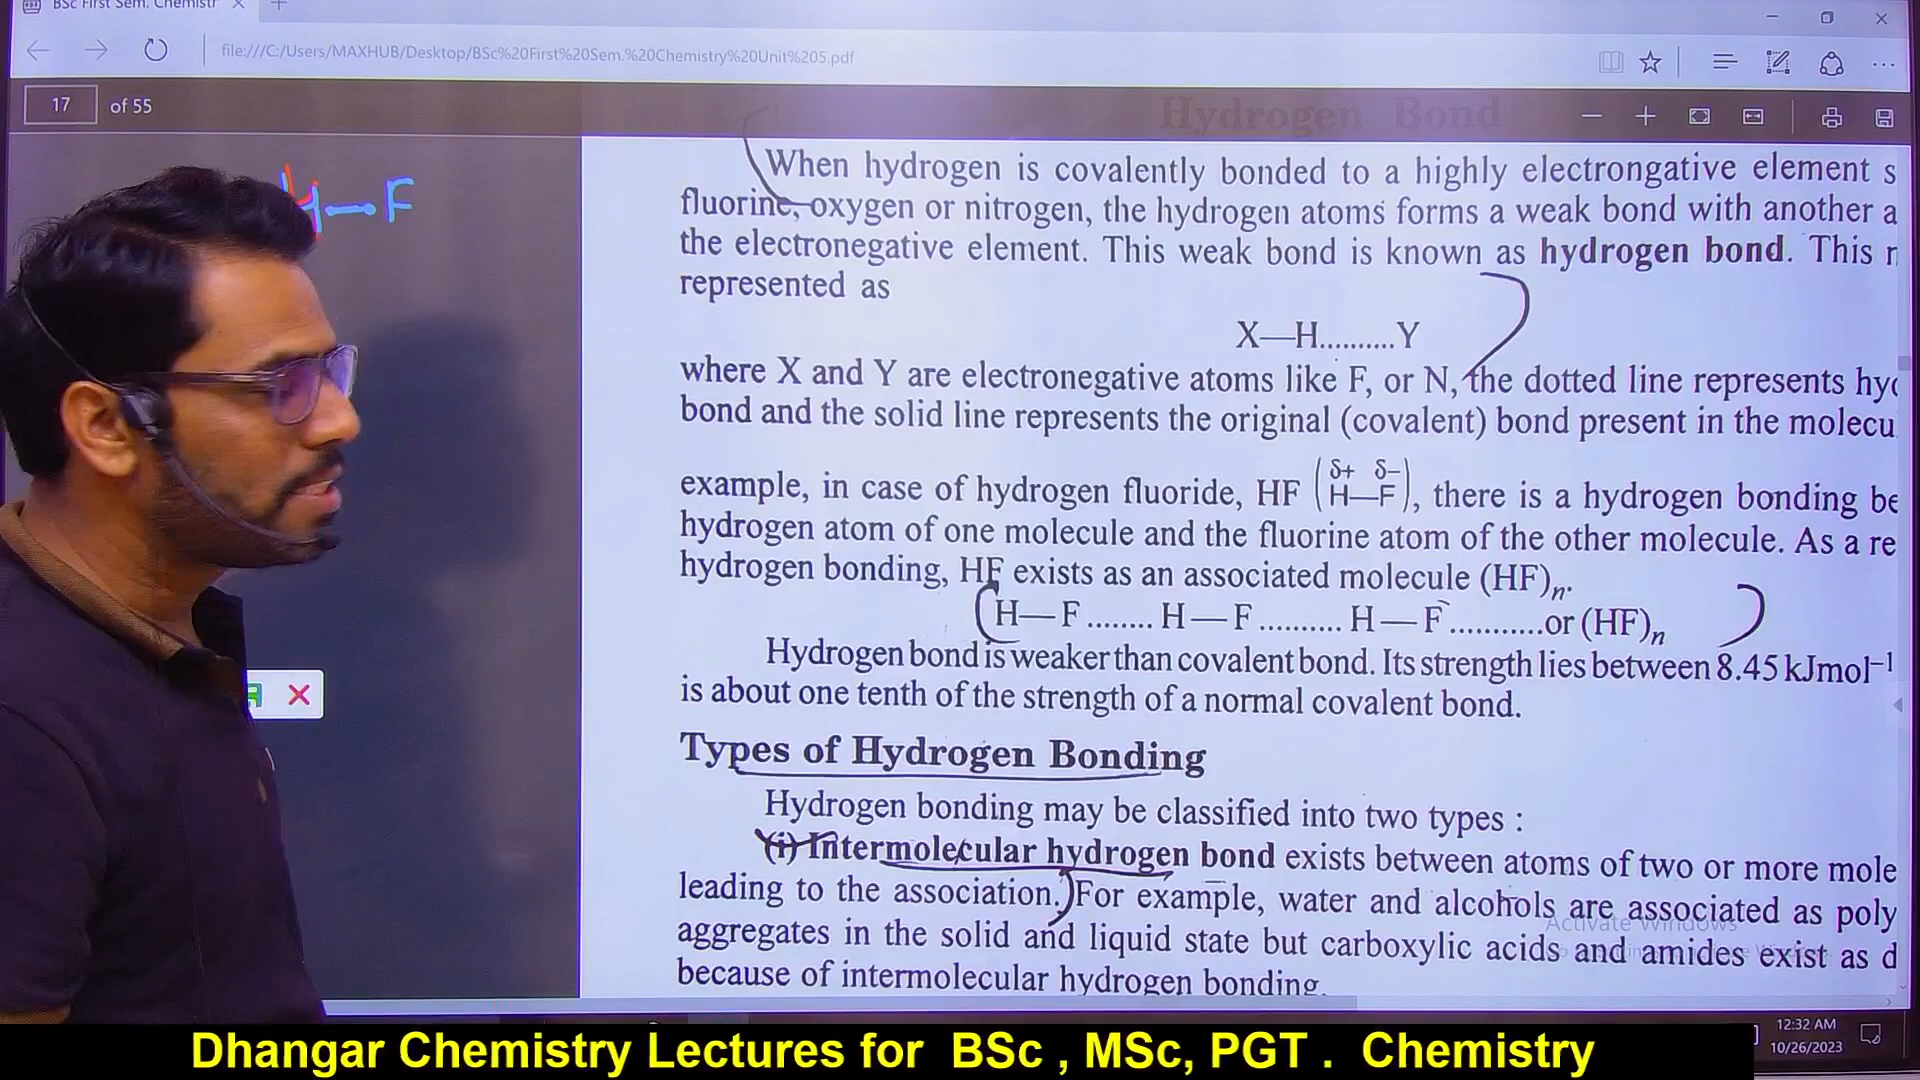 BSc First Sem. Chemistr
file:///C:/Users/MAXHUB/Desktop/BSc%20First%20Sem.%20Chemistry%20Unit%205.pdf
17 of 55
Hydrogen Bond
H—F
When hydrogen is covalently bonded to a highly electrongative element s
fluorine, oxygen or nitrogen, the hydrogen atoms forms a weak bond with another a
the electronegative element. This weak bond is known as hydrogen bond. This
represented as
X—H..........Y
where X and Y are electronegative atoms like F, or N, the dotted line represents hy
bond and the solid line represents the original (covalent) bond present in the molecu
δ+ δ–
example, in case of hydrogen fluoride, HF (H—F), there is a hydrogen bonding be
hydrogen atom of one molecule and the fluorine atom of the other molecule. As a re
hydrogen bonding, HF exists as an associated molecule (HF)n.
H—F........ H—F.......... H—F...........or (HF)n
Hydrogen bond is weaker than covalent bond. Its strength lies between 8.45 kJmol–1
is about one tenth of the strength of a normal covalent bond.
Types of Hydrogen Bonding
Hydrogen bonding may be classified into two types :
(i) Intermolecular hydrogen bond exists between atoms of two or more mole
leading to the association. For example, water and alcohols are associated as poly
aggregates in the solid and liquid state but carboxylic acids and amides exist as d
because of intermolecular hydrogen bonding.
Activate Windows
12:32 AM
10/26/2023
Dhangar Chemistry Lectures for BSc , MSc, PGT . Chemistry